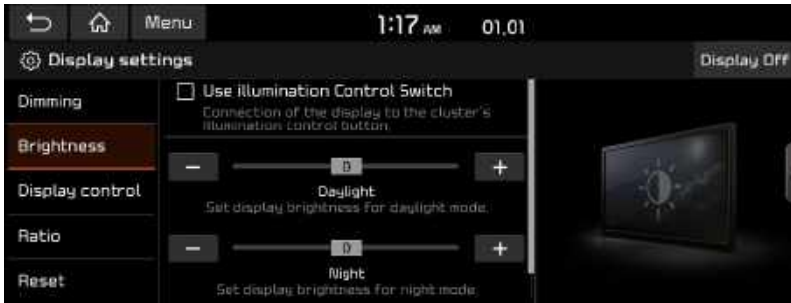 Menu
1:17 AM
01,01
Display settings
Display Off
Dimming
Brightness
Display control
Ratio
Reset
Use illumination Control Switch
Connection of the display to the cluster's
illumination control button.
− 0 +
Daylight
Set display brightness for daylight mode.
− 0 +
Night
Set display brightness for night mode